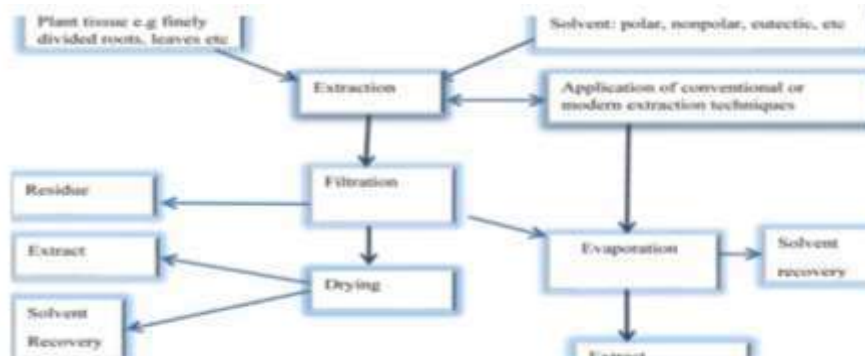 Plant tissue e.g finely
divided roots, leaves etc
Solvent: polar, nonpolar, eutectic, etc
Extraction
Application of conventional or
modern extraction techniques
Filtration
Residue
Evaporation
Solvent
recovery
Extract
Drying
Solvent
Recovery
Extract